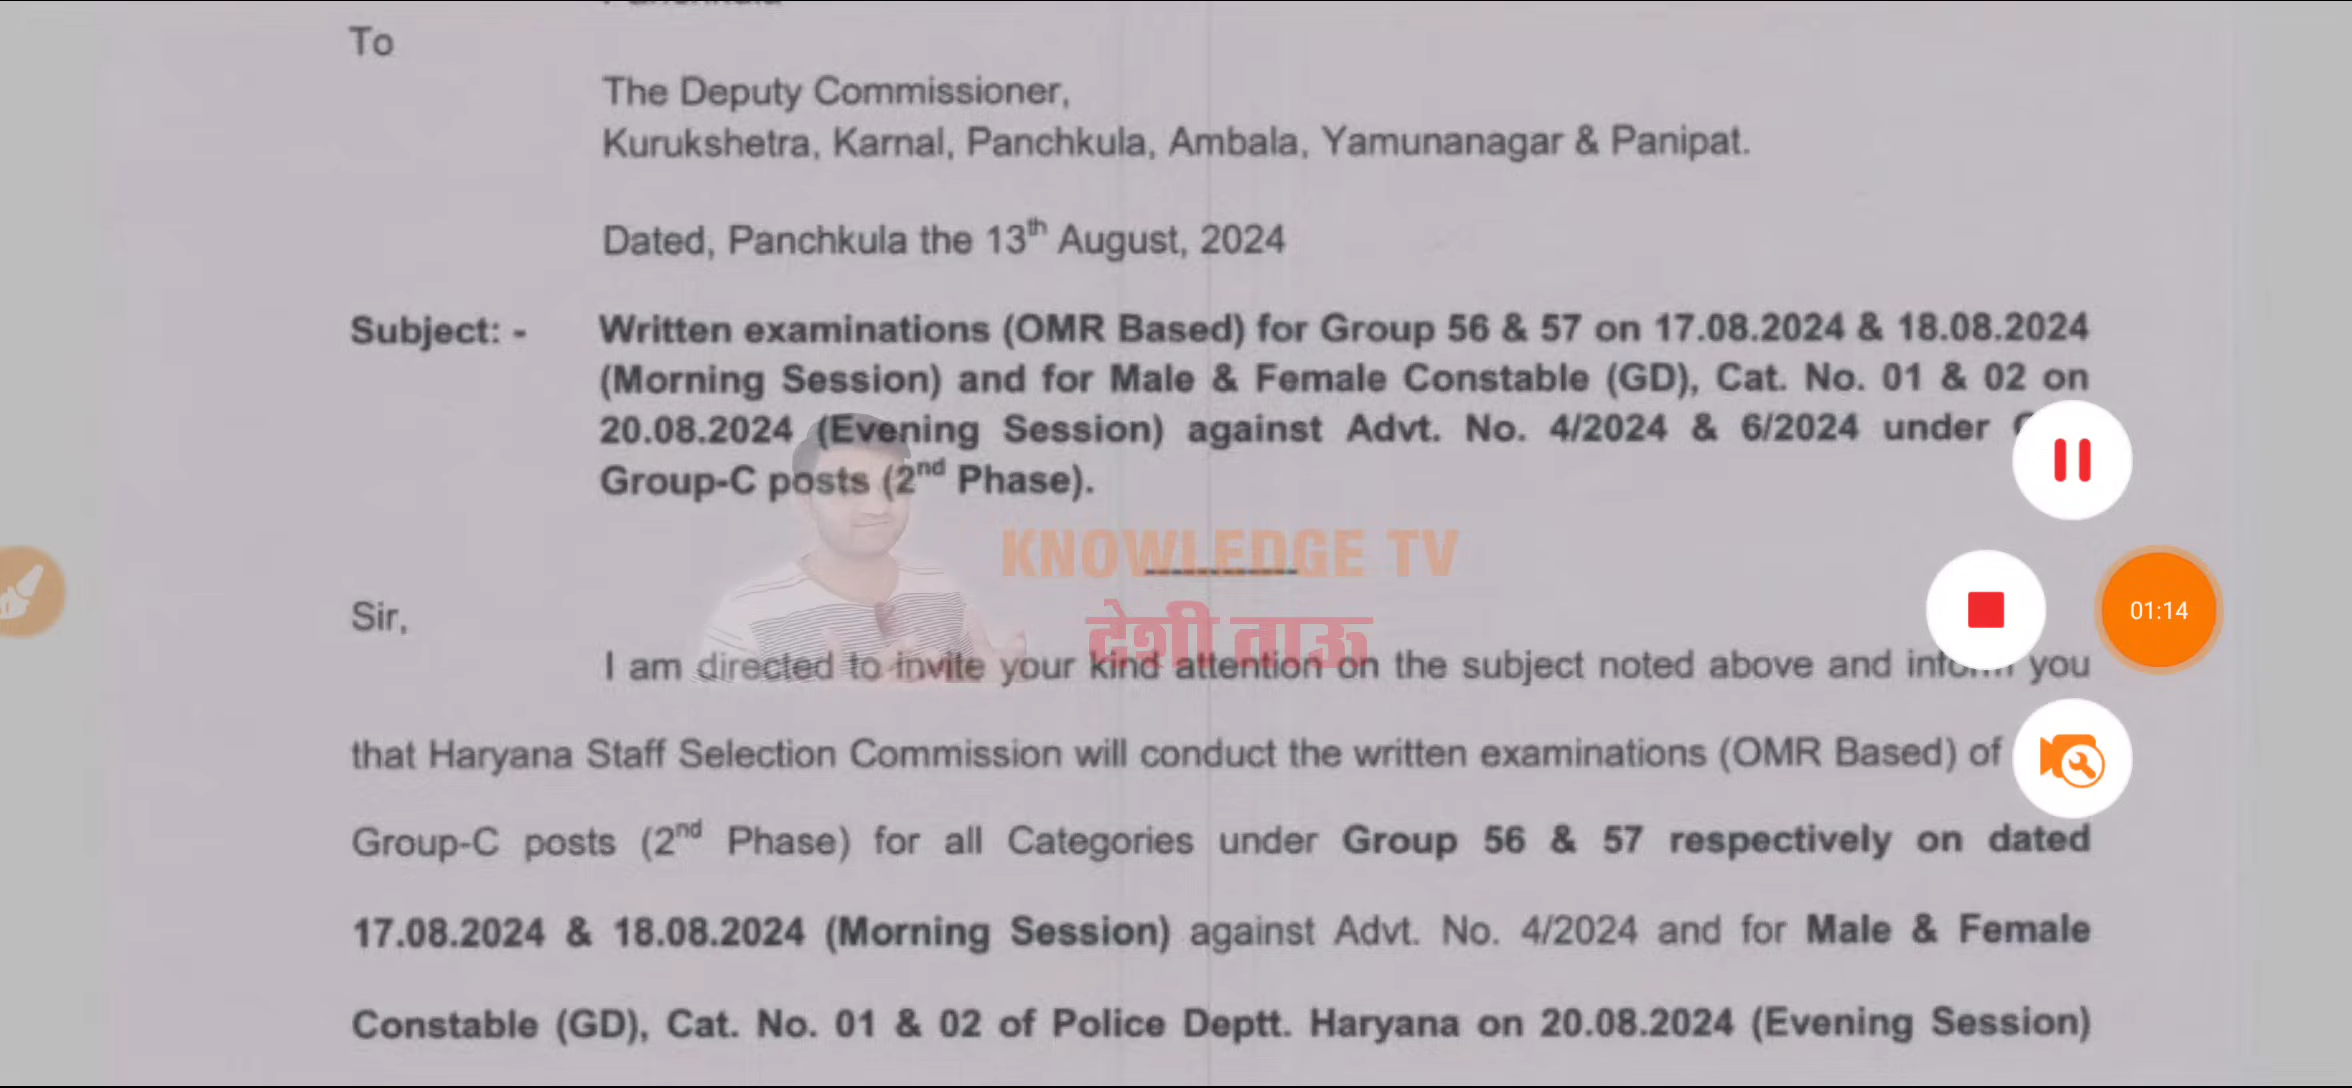 To
The Deputy Commissioner,
Kurukshetra, Karnal, Panchkula, Ambala, Yamunanagar & Panipat.
Dated, Panchkula the 13th August, 2024
Subject: - Written examinations (OMR Based) for Group 56 & 57 on 17.08.2024 & 18.08.2024
(Morning Session) and for Male & Female Constable (GD), Cat. No. 01 & 02 on
20.08.2024 (Evening Session) against Advt. No. 4/2024 & 6/2024 under
Group-C posts (2nd Phase).
KNOWLEDGE TV
------------
देशी ताऊ
Sir,
I am directed to invite your kind attention on the subject noted above and inform you
01:14
that Haryana Staff Selection Commission will conduct the written examinations (OMR Based) of
Group-C posts (2nd Phase) for all Categories under Group 56 & 57 respectively on dated
17.08.2024 & 18.08.2024 (Morning Session) against Advt. No. 4/2024 and for Male & Female
Constable (GD), Cat. No. 01 & 02 of Police Deptt. Haryana on 20.08.2024 (Evening Session)